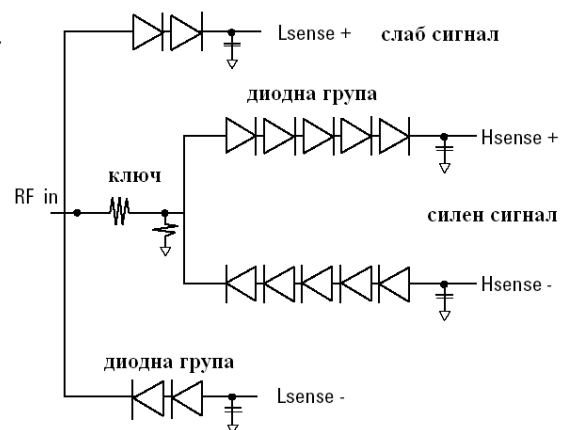 Lsense + слаб сигнал
диодна група
Hsense +
ключ
RF in
силен сигнал
Hsense -
диодна група
Lsense -